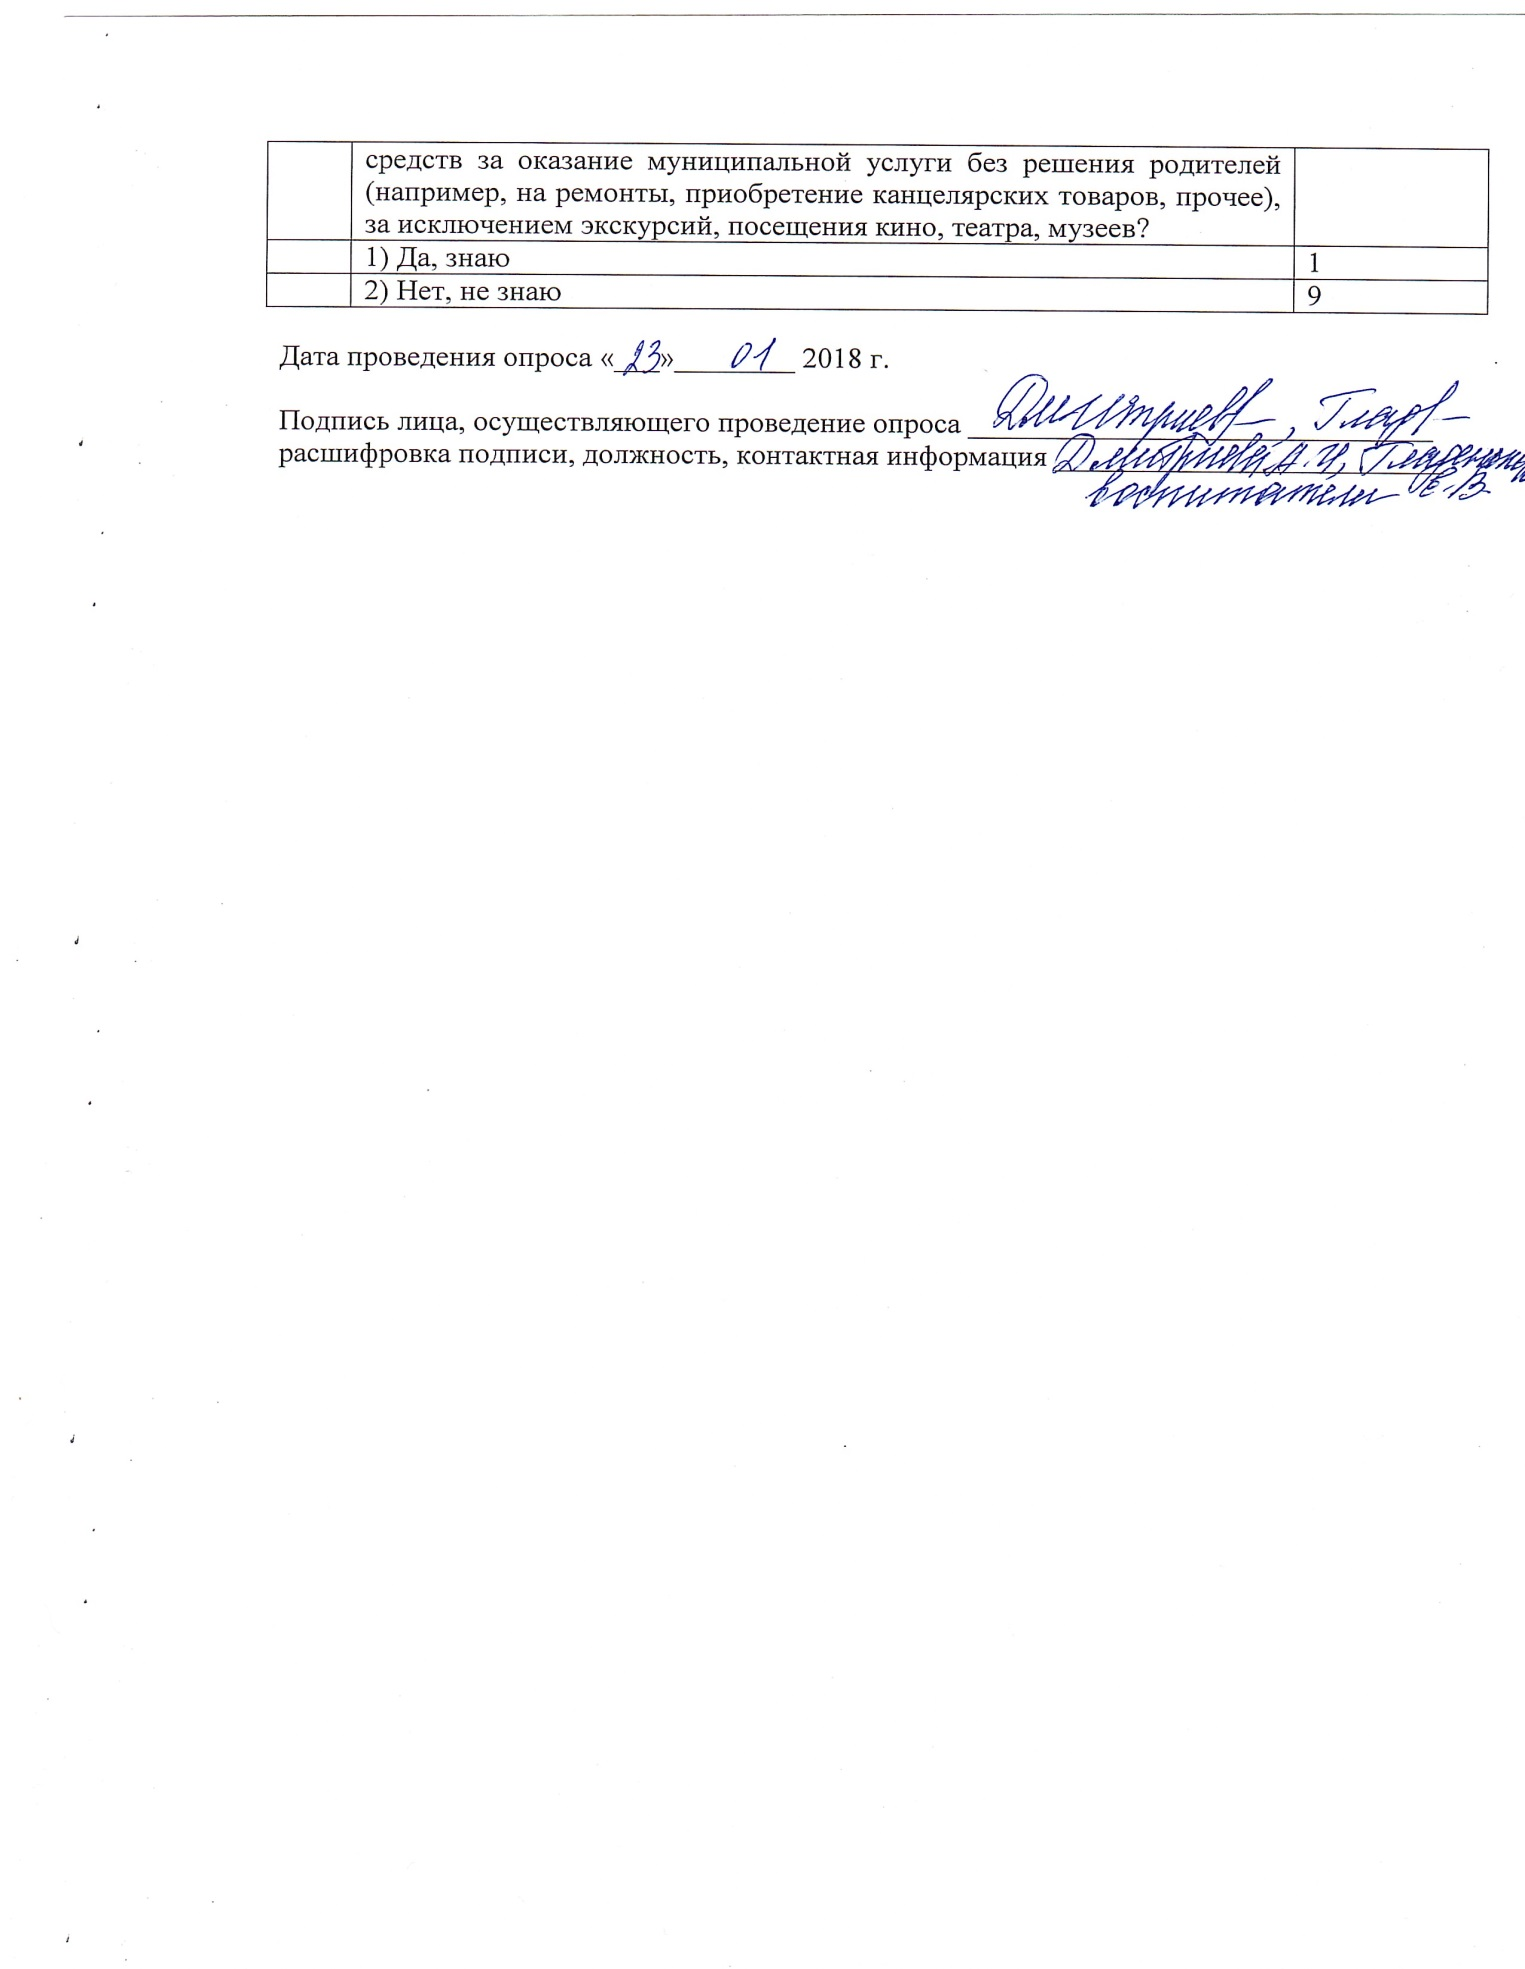 средств за оказание муниципальной услуги без решения родителей
(например, на ремонты, приобретение канцелярских товаров, прочее),
за исключением экскурсий, посещения кино, театра, музеев?
1) Да, знаю 1
2) Нет, не знаю 9
Дата проведения опроса «23» 01 2018 г.
Подпись лица, осуществляющего проведение опроса
расшифровка подписи, должность, контактная информация Дмитриева А.И,
воспитатели Е.В